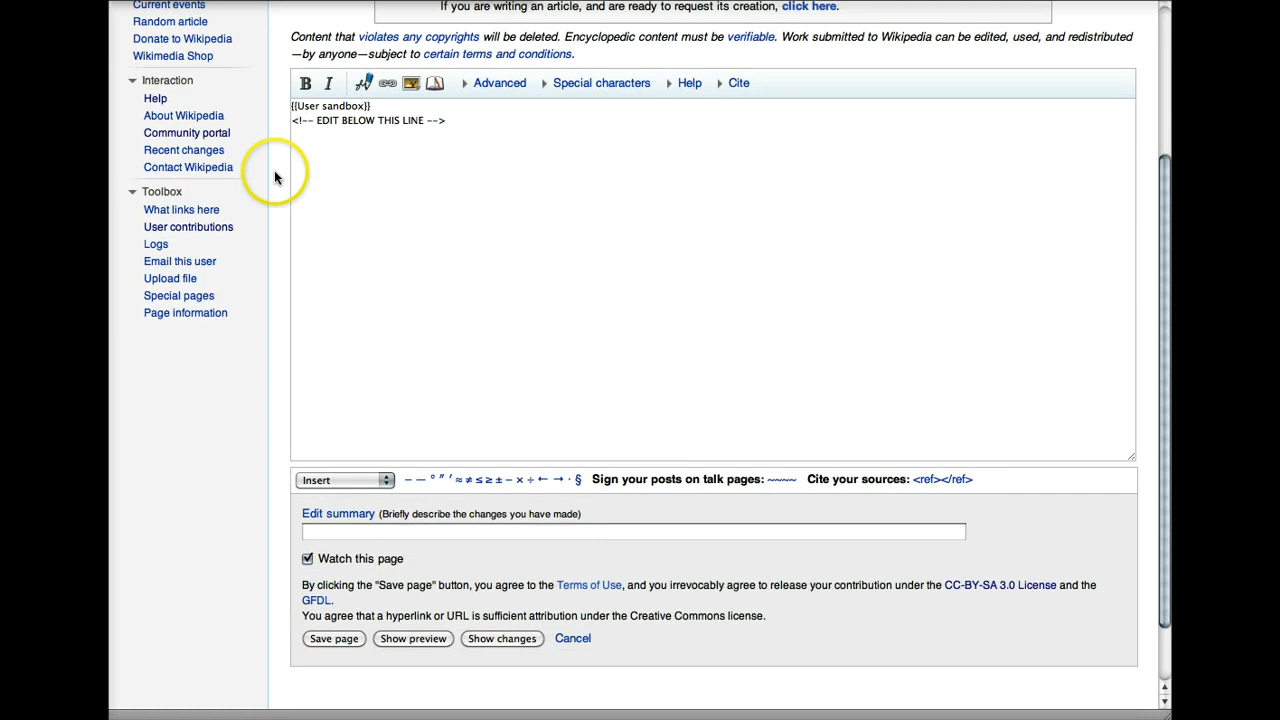 Current events
Random article
Donate to Wikipedia
Wikimedia Shop
Interaction
Help
About Wikipedia
Community portal
Recent changes
Contact Wikipedia
Toolbox
What links here
User contributions
Logs
Email this user
Upload file
Special pages
Page information
If you are writing an article, and are ready to request its creation, click here.
Content that violates any copyrights will be deleted. Encyclopedic content must be verifiable. Work submitted to Wikipedia can be edited, used, and redistributed
—by anyone—subject to certain terms and conditions.
B I Advanced Special characters Help Cite
{{User sandbox}}
<!-- EDIT BELOW THIS LINE -->
Insert – — ° ″ ′ ≈ ≠ ≤ ≥ ± − × ÷ ← → · § Sign your posts on talk pages: ~~~~ Cite your sources: <ref></ref>
Edit summary (Briefly describe the changes you have made)
Watch this page
By clicking the "Save page" button, you agree to the Terms of Use, and you irrevocably agree to release your contribution under the CC-BY-SA 3.0 License and the
GFDL.
You agree that a hyperlink or URL is sufficient attribution under the Creative Commons license.
Save page Show preview Show changes Cancel